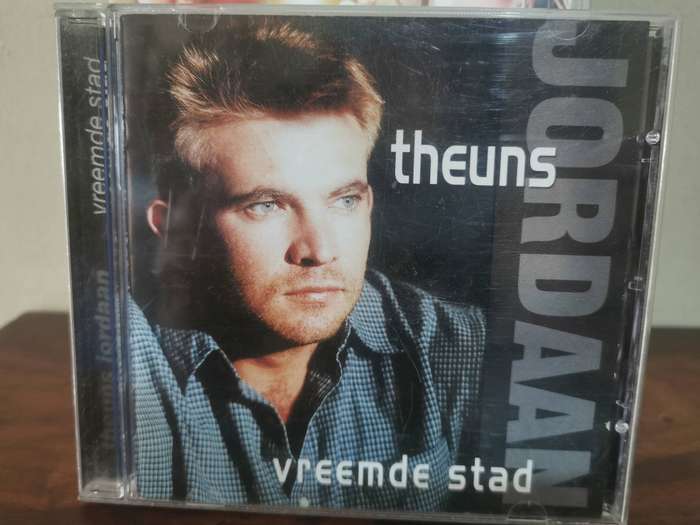 vreemde stad
theuns jordaan
theuns
JORDAAN
vreemde stad